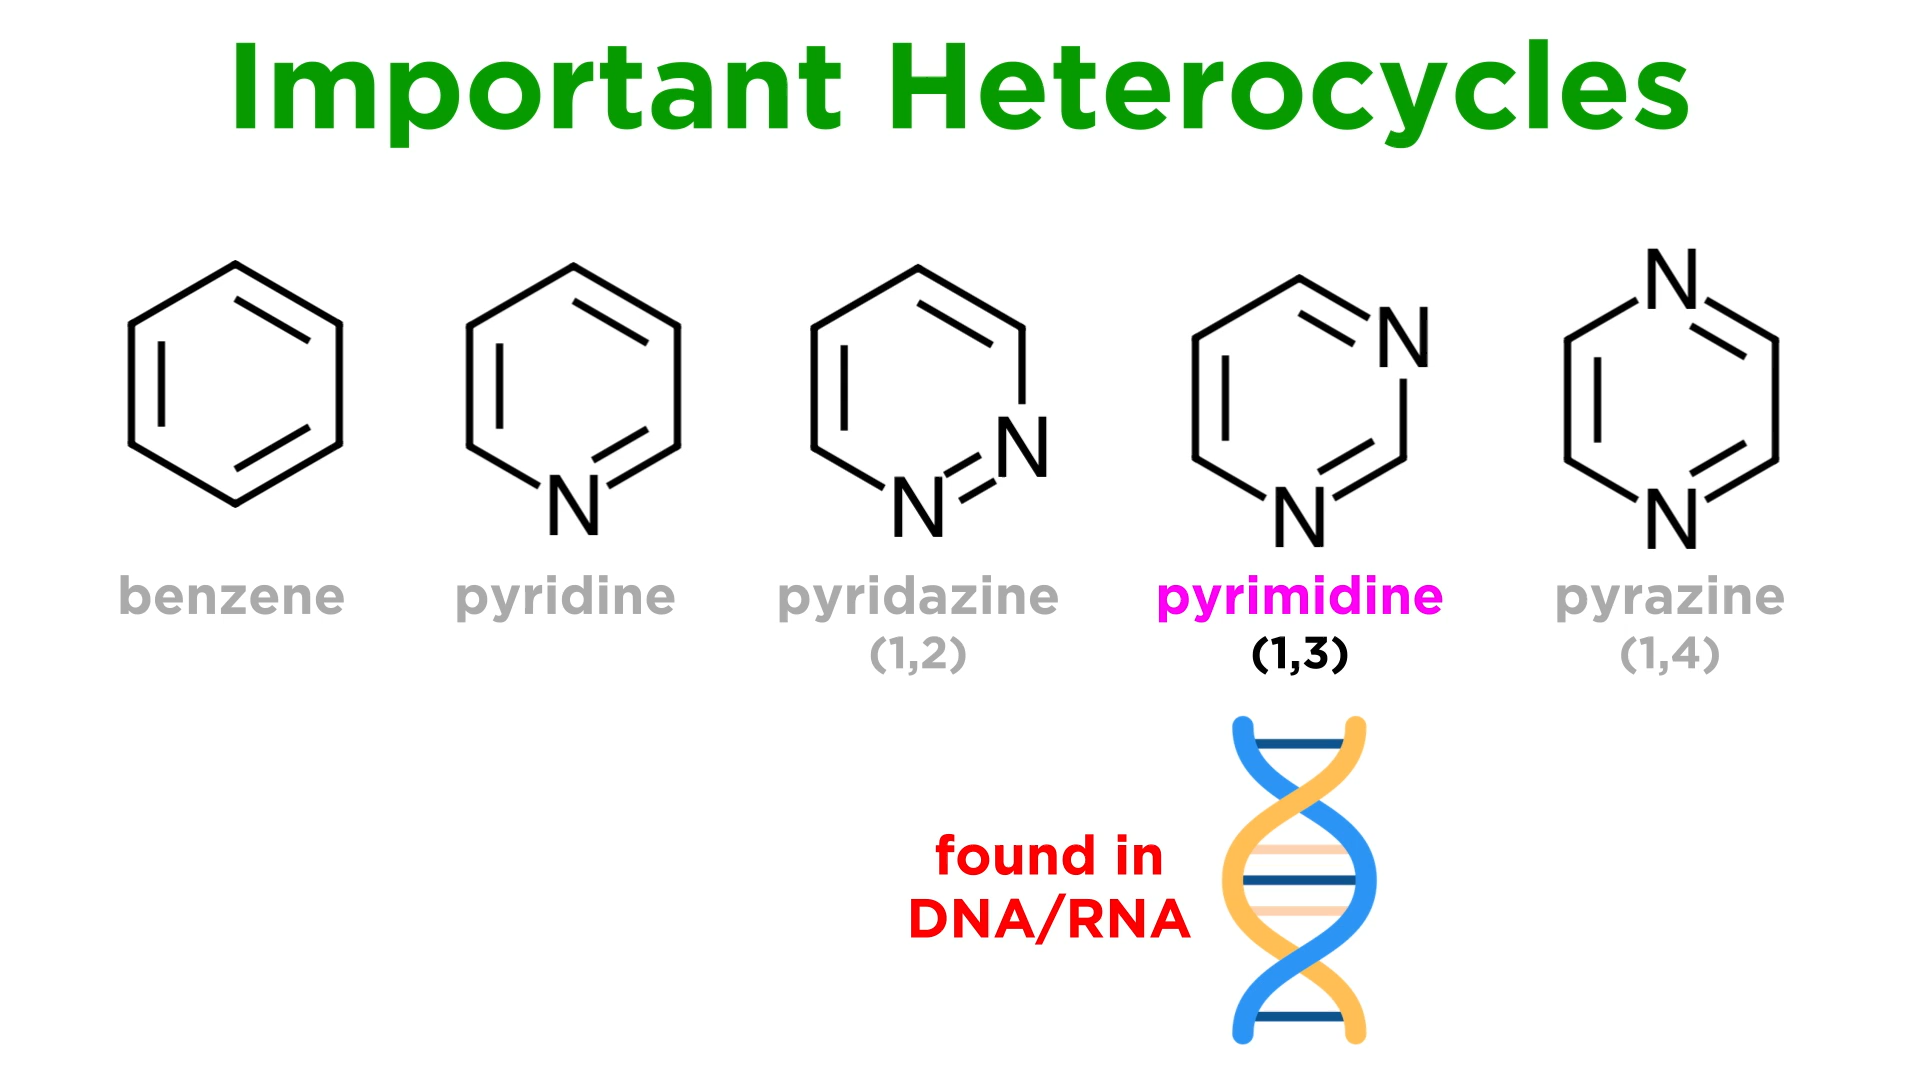 Important Heterocycles
N
N
N
N
N
N
N
benzene
pyridine
pyridazine
(1,2)
pyrimidine
(1,3)
pyrazine
(1,4)
found in
DNA/RNA